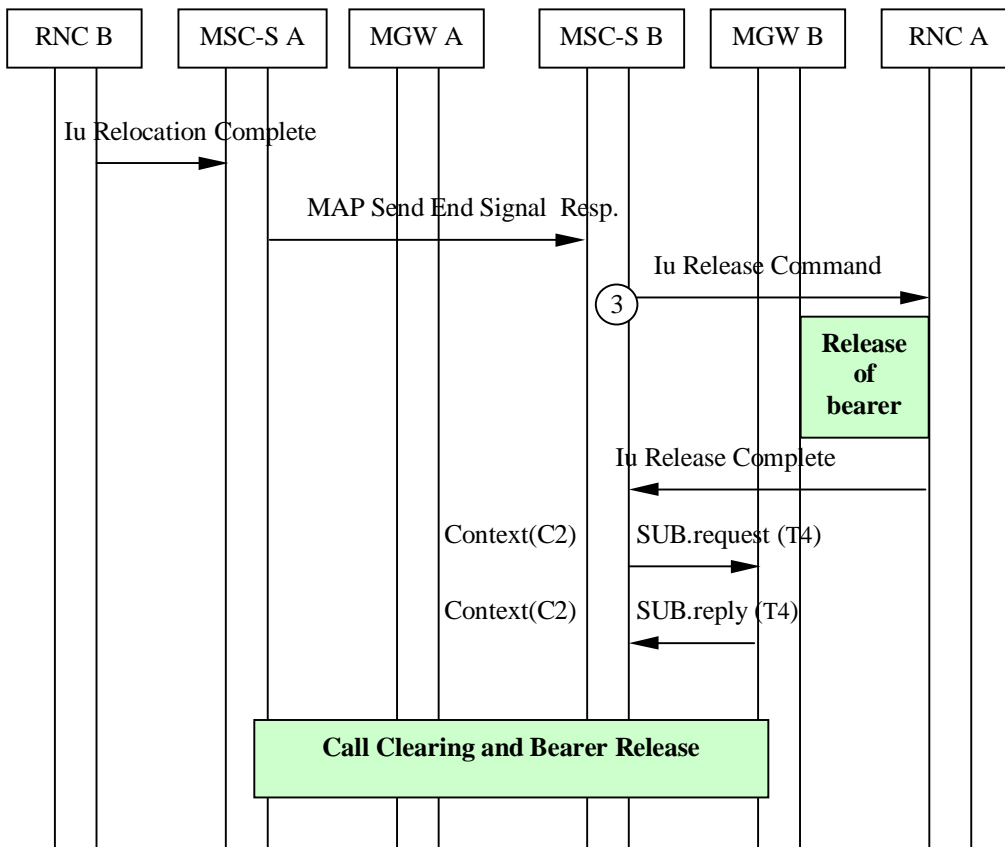 RNC B MSC-S A MGW A MSC-S B MGW B RNC A
Iu Relocation Complete
MAP Send End Signal Resp.
Iu Release Command
3
Release
of
bearer
Iu Release Complete
Context(C2) SUB.request (T4)
Context(C2) SUB.reply (T4)
Call Clearing and Bearer Release